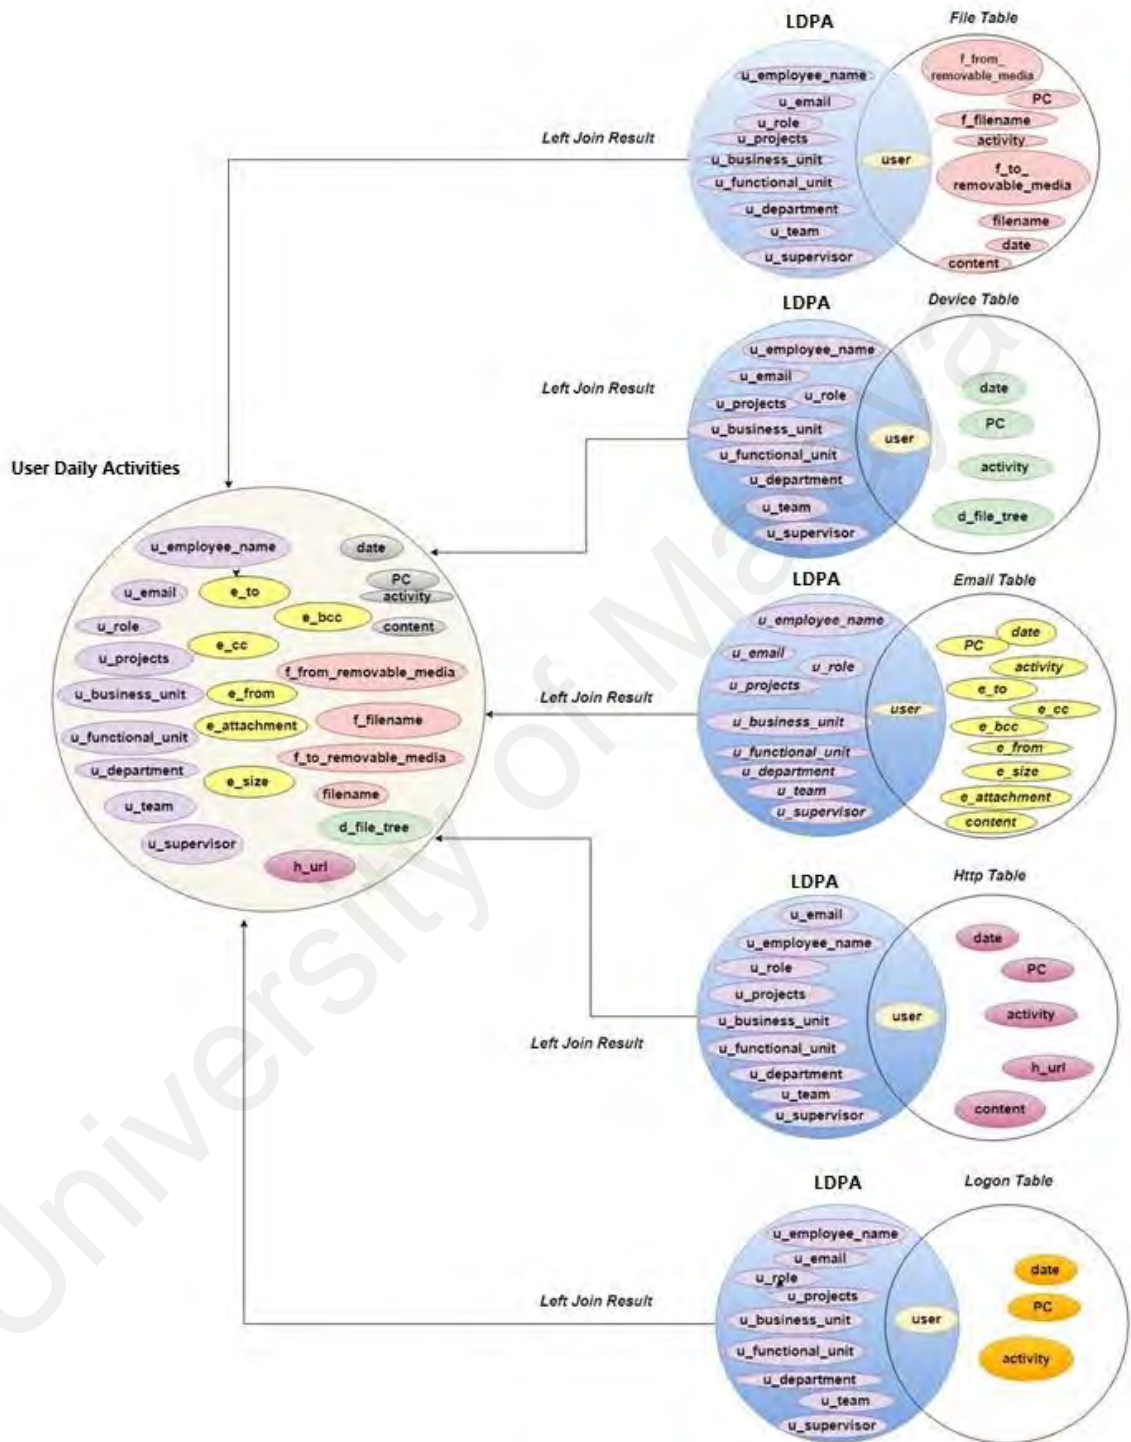 LDPA
File Table
u_employee_name
u_email
u_role
u_projects
u_business_unit
u_functional_unit
u_department
u_team
u_supervisor
user
f_from_
removable_media
PC
f_filename
activity
f_to_
removable_media
filename
date
content
Left Join Result
LDPA
Device Table
u_employee_name
u_email
u_role
u_projects
u_business_unit
u_functional_unit
u_department
u_team
u_supervisor
user
date
PC
activity
d_file_tree
Left Join Result
User Daily Activities
u_employee_name
date
u_email
e_to
PC
activity
e_bcc
content
u_role
e_cc
u_projects
f_from_removable_media
u_business_unit
e_from
e_attachment
f_filename
u_functional_unit
f_to_removable_media
u_department
e_size
filename
u_team
d_file_tree
u_supervisor
h_url
LDPA
Email Table
u_employee_name
u_email
u_role
u_projects
u_business_unit
u_functional_unit
u_department
u_team
u_supervisor
user
date
PC
activity
e_to
e_cc
e_bcc
e_from
e_size
e_attachment
content
Left Join Result
LDPA
Http Table
u_email
u_employee_name
u_role
u_projects
u_business_unit
u_functional_unit
u_department
u_team
u_supervisor
user
date
PC
activity
h_url
content
Left Join Result
LDPA
Logon Table
u_employee_name
u_email
u_role
u_projects
u_business_unit
u_functional_unit
u_department
u_team
u_supervisor
user
date
PC
activity
Left Join Result
University of Malaya